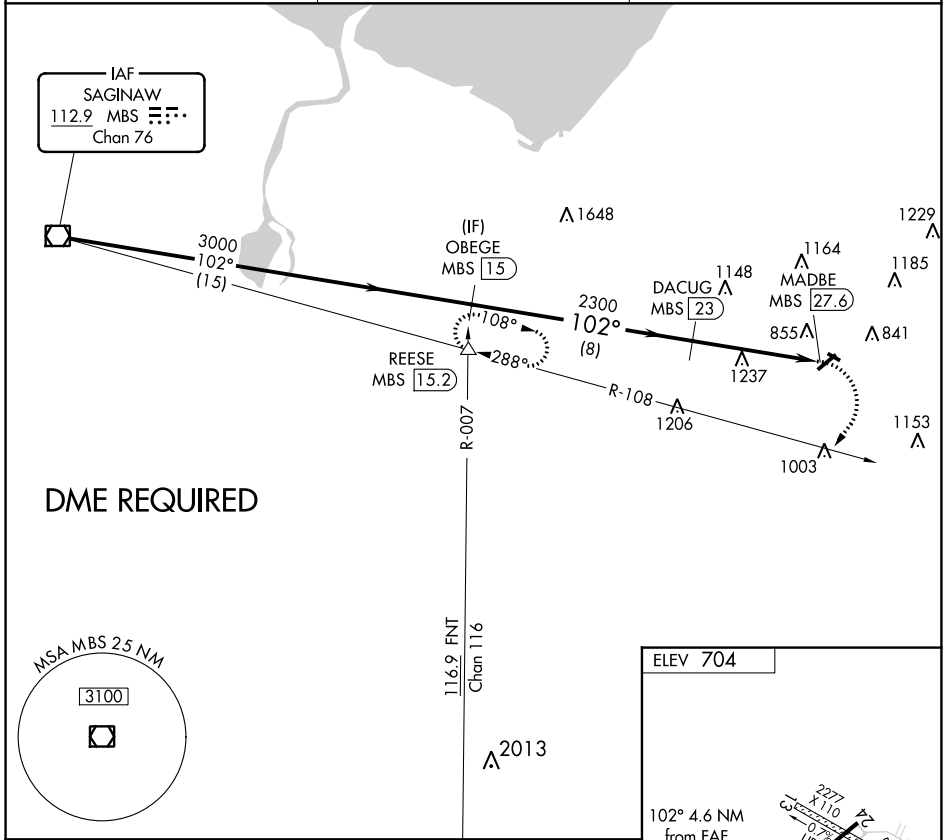 IAF
SAGINAW
112.9 MBS
Chan 76
3000
102°
(15)
(IF)
OBEGE
MBS 15
1648
1229
1164
1185
1148
DACUG
MBS 23
MADBE
MBS 27.6
2300
102°
(8)
855
841
108°
288°
REESE
MBS 15.2
1237
R-108
1206
1153
1003
R-007
DME REQUIRED
116.9 FNT
Chan 116
MSA MBS 25 NM
3100
2013
ELEV 704
102° 4.6 NM
from FAF
2277
X 110
24
13